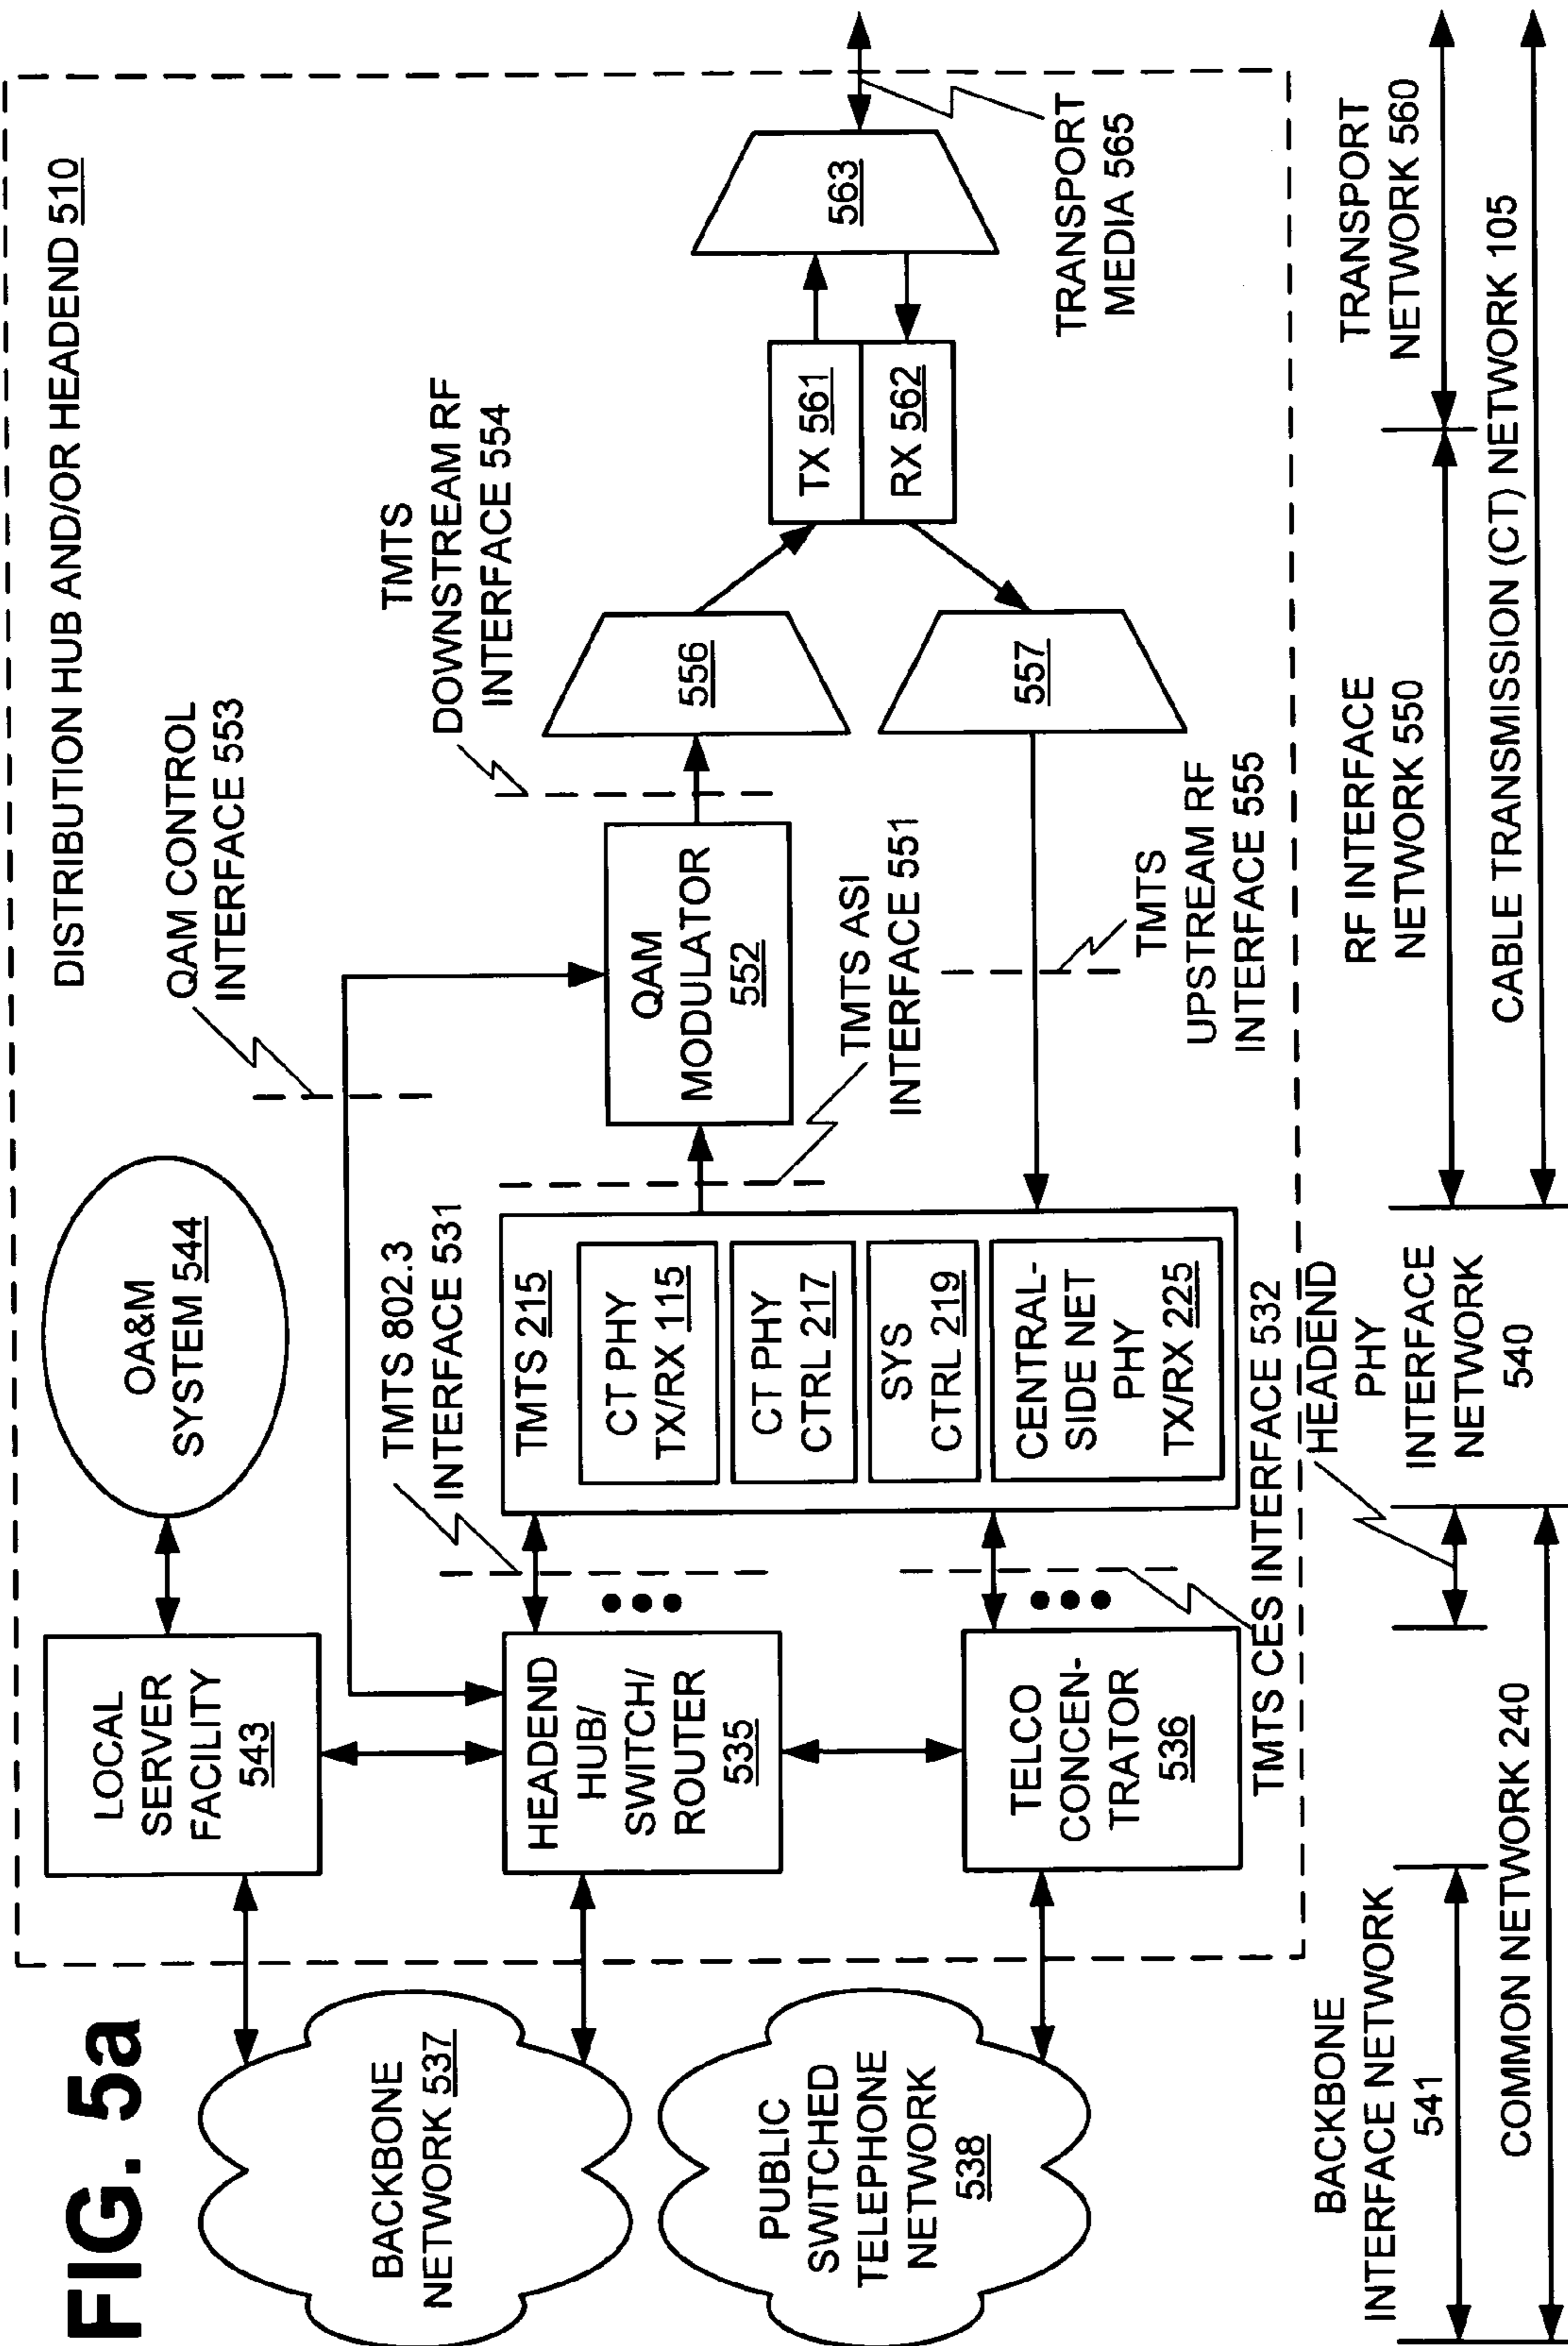 FIG. 5a
DISTRIBUTION HUB AND/OR HEADEND 510
BACKBONE
NETWORK 537
PUBLIC
SWITCHED
TELEPHONE
NETWORK
538
LOCAL
SERVER
FACILITY
543
OA&M
SYSTEM 544
QAM CONTROL
INTERFACE 553
HEADEND
HUB/
SWITCH/
ROUTER
535
TELCO
CONCEN-
TRATOR
536
TMTS 802.3
INTERFACE 531
TMTS 215
CT PHY
TX/RX 115
CT PHY
CTRL 217
SYS
CTRL 219
CENTRAL-
SIDE NET
PHY
TX/RX 225
TMTS CES INTERFACE 532
QAM
MODULATOR
552
TMTS ASI
INTERFACE 551
TMTS
DOWNSTREAM RF
INTERFACE 554
TMTS
UPSTREAM RF
INTERFACE 555
556
557
TX 561
RX 562
563
TRANSPORT
MEDIA 565
BACKBONE
INTERFACE NETWORK
541
HEADEND
PHY
INTERFACE
NETWORK
540
RF INTERFACE
NETWORK 550
TRANSPORT
NETWORK 560
COMMON NETWORK 240
CABLE TRANSMISSION (CT) NETWORK 105